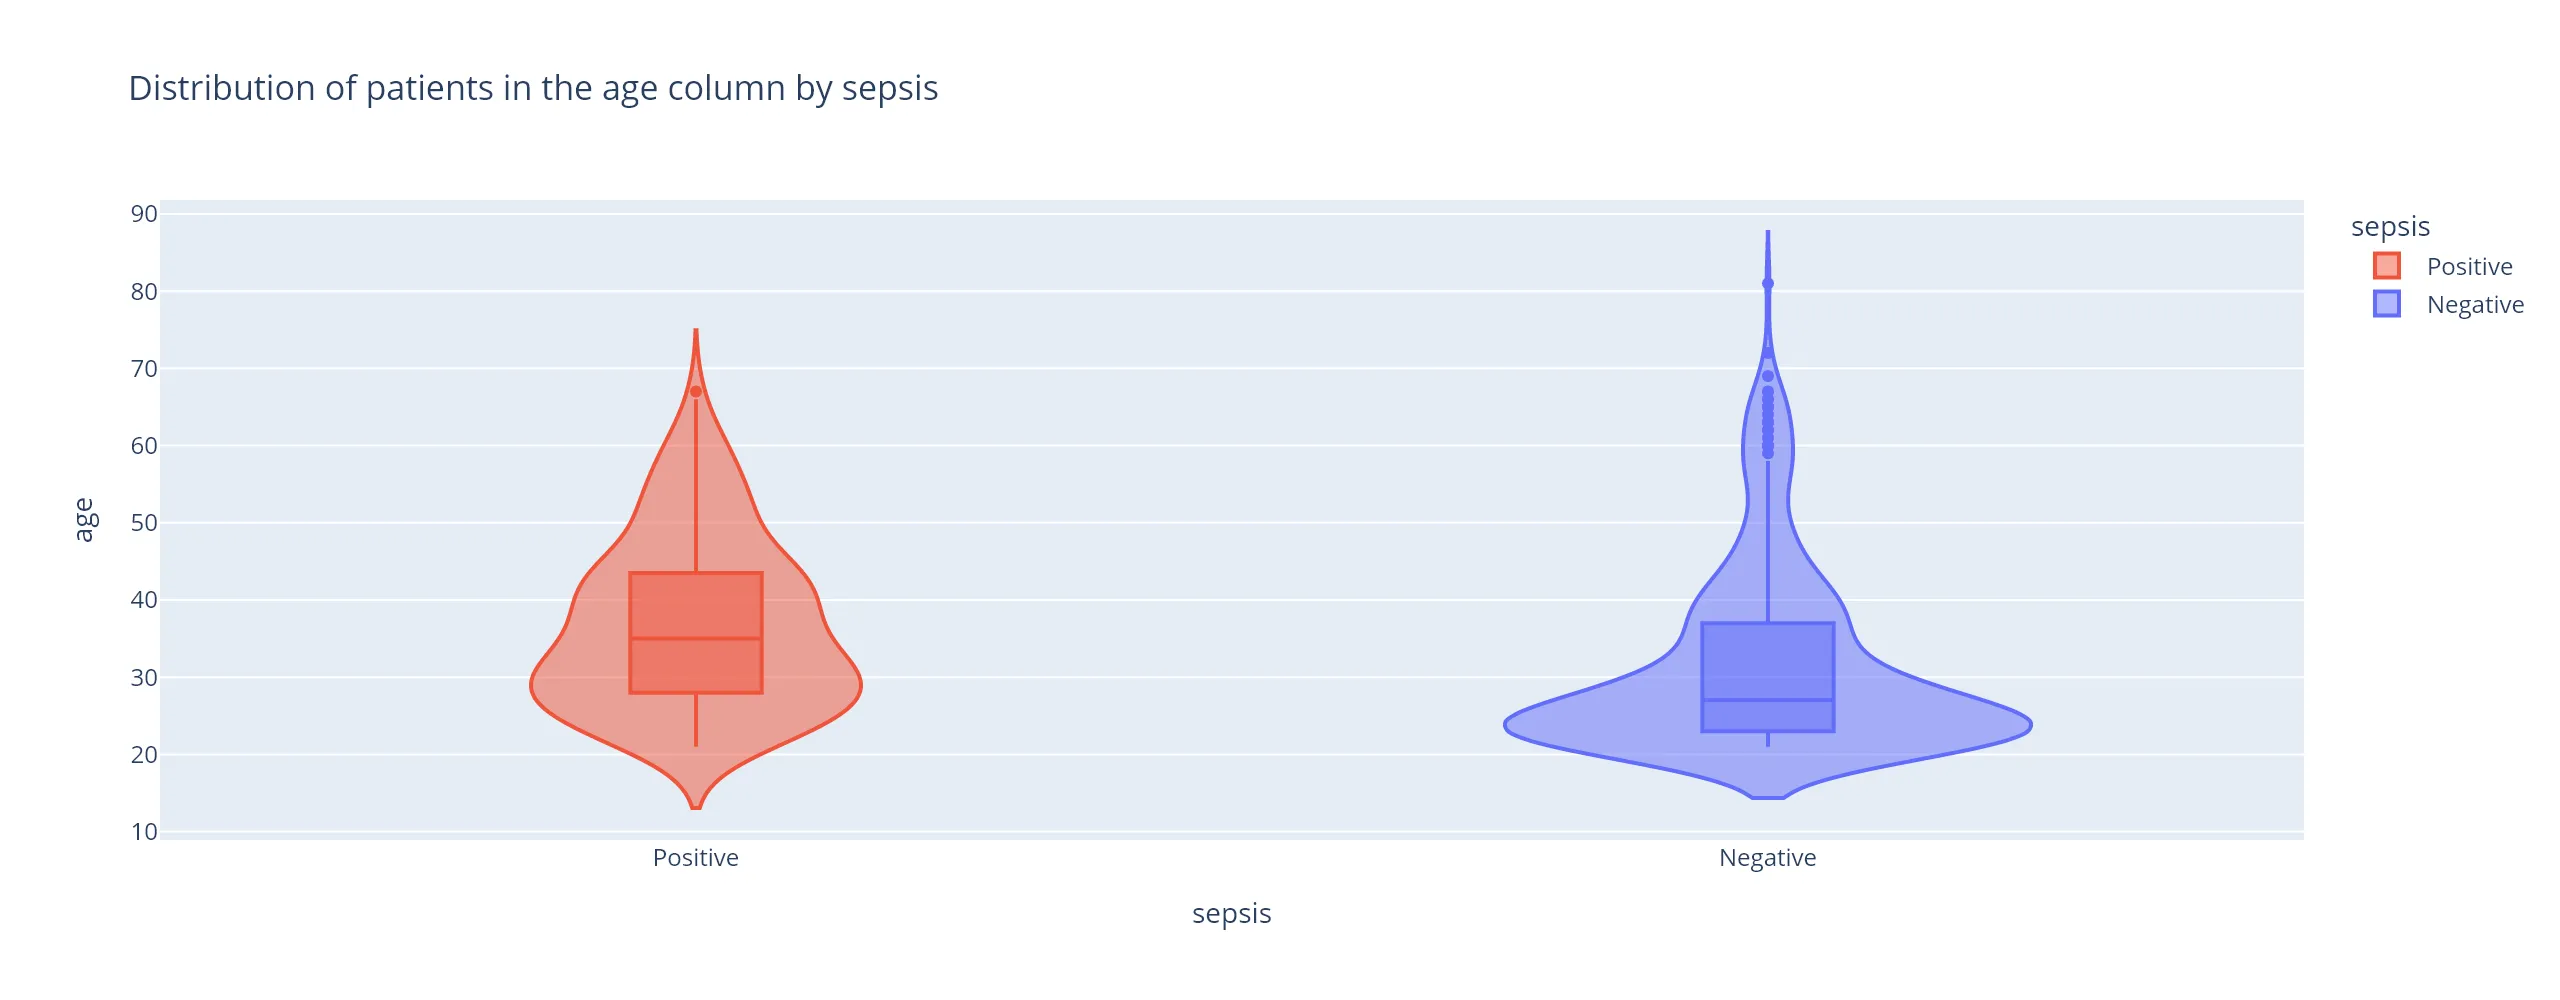 Distribution of patients in the age column by sepsis
90
80
70
60
50
40
30
20
10
age
Positive
Negative
sepsis
sepsis
Positive
Negative